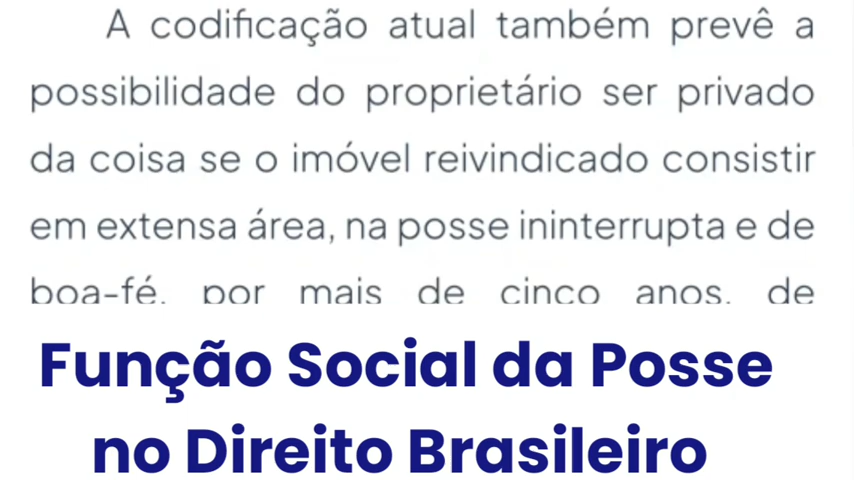 A codificação atual também prevê a
possibilidade do proprietário ser privado
da coisa se o imóvel reivindicado consistir
em extensa área, na posse ininterrupta e de
boa-fé, por mais de cinco anos, de
Função Social da Posse
no Direito Brasileiro